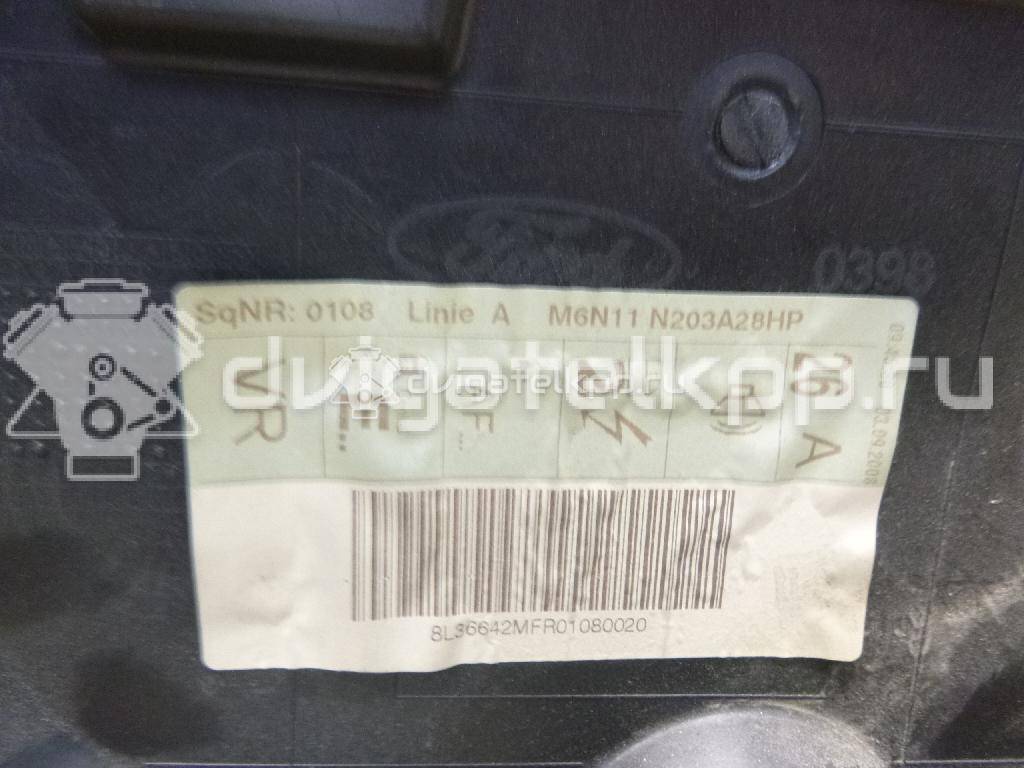 Ford
0398
SqNR: 0108 Linie A M6N11 N203A28HP
VR
26 A
dvigatelkop.ru
8L36642MFR01080020